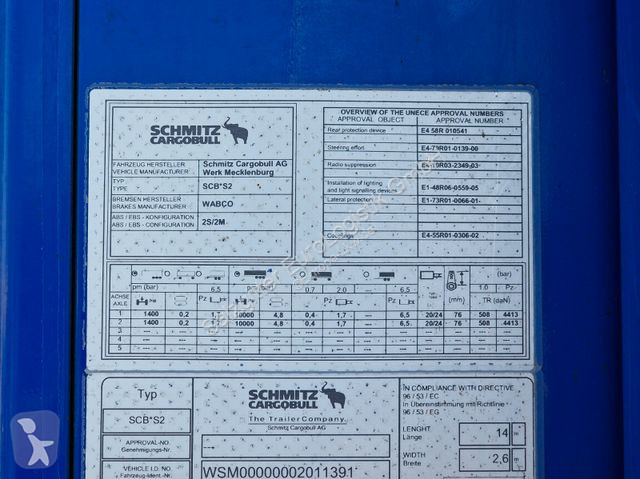 SCHMITZ
CARGOBULL
FAHRZEUG HERSTELLER
VEHICLE MANUFACTURER
Schmitz Cargobull AG
Werk Mecklenburg
TYP
TYPE
SCB*S2
BREMSEN HERSTELLER
BRAKES MANUFACTURER
WABCO
ABS / EBS - KONFIGURATION
ABS / EBS - CONFIGURATION
2S/2M
OVERVIEW OF THE UNECE APPROVAL NUMBERS
APPROVAL OBJECT APPROVAL NUMBER
Rear protection device E4 58R 010541
Steering effort E4-79R01-0139-00
Radio suppression
Installation of lighting
and light signalling devices E1-48R06-0559-05
Lateral protection E1-73R01-0066-01
Couplings E4-55R01-0306-02
pm (bar) 6,5 0,7 2,0 --- 6,5 1,0 (bar)
ACHSE
AXLE
Pz Pz Pz (mm) TR (daN)
1 1400 0,2 10000 4,8 0,4 1,7 --- 6,5 20/24 76 508 4413
2 1400 0,2 10000 4,8 0,4 1,7 --- 6,5 20/24 76 508 4413
3
4
5
Typ
SCB*S2
APPROVAL-NO.
Genehmigungs-Nr.
VEHICLE I.D. NO.
Fahrzeug-Ident.-Nr.
SCHMITZ
CARGOBULL
The Trailer Company.
Schmitz Cargobull AG
WSM00000002011391
IN COMPLIANCE WITH DIRECTIVE
96 / 53 / EC
in Übereinstimmung mit Richtlinie
96 / 53 / EG
LENGHT
Länge
14
WIDTH
Breite
2,6